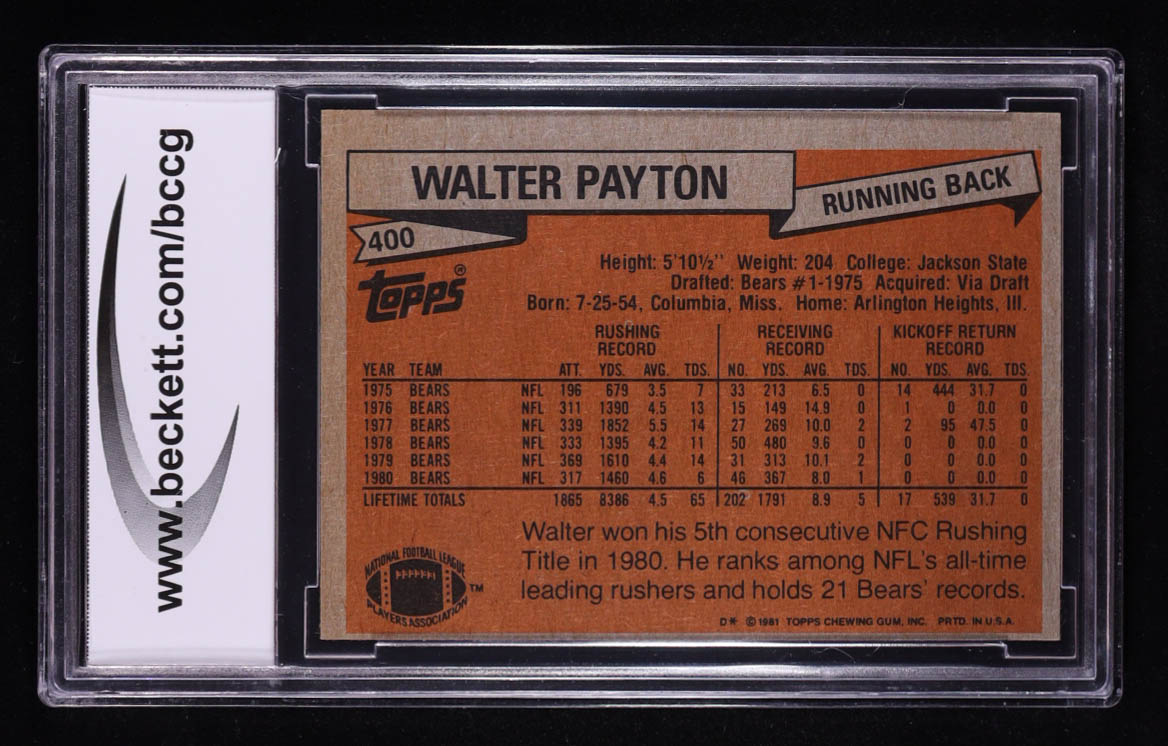 www.beckett.com/bccg
WALTER PAYTON
RUNNING BACK
400
Topps®
Height: 5'10½" Weight: 204 College: Jackson State
Drafted: Bears #1-1975 Acquired: Via Draft
Born: 7-25-54, Columbia, Miss. Home: Arlington Heights, Ill.
RUSHING RECORD RECEIVING RECORD KICKOFF RETURN RECORD
YEAR TEAM ATT. YDS. AVG. TDS. NO. YDS. AVG. TDS. NO. YDS. AVG. TDS.
1975 BEARS NFL 196 679 3.5 7 33 213 6.5 0 14 444 31.7 0
1976 BEARS NFL 311 1390 4.5 13 15 149 14.9 0 1 0 0.0 0
1977 BEARS NFL 339 1852 5.5 14 27 269 10.0 2 2 95 47.5 0
1978 BEARS NFL 333 1395 4.2 11 50 480 9.6 0 0 0 0.0 0
1979 BEARS NFL 369 1610 4.4 14 31 313 10.1 2 0 0 0.0 0
1980 BEARS NFL 317 1460 4.6 6 46 367 8.0 1 0 0 0.0 0
LIFETIME TOTALS 1865 8386 4.5 65 202 1791 8.9 5 17 539 31.7 0
Walter won his 5th consecutive NFC Rushing
Title in 1980. He ranks among NFL's all-time
leading rushers and holds 21 Bears' records.
NATIONAL FOOTBALL LEAGUE
PLAYERS ASSOCIATION ™
D* © 1981 TOPPS CHEWING GUM, INC. PRTD. IN U.S.A.